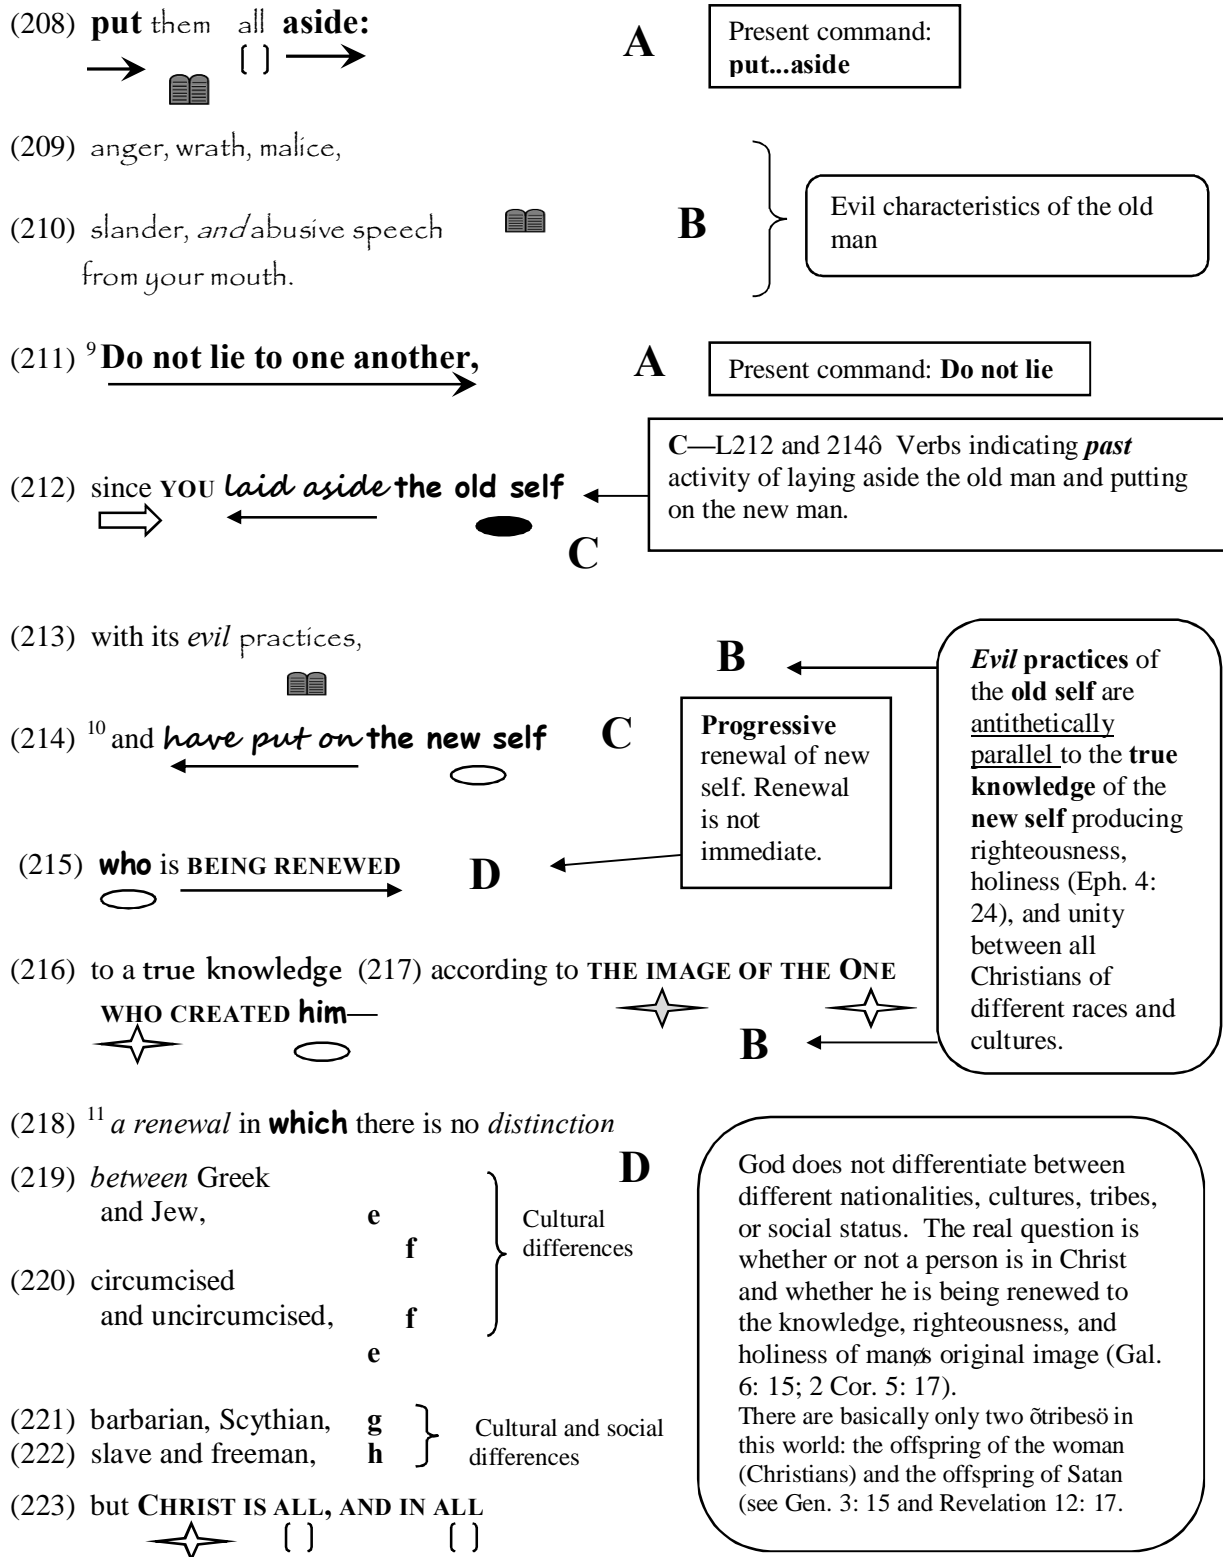 (208) put them all aside:
A
Present command:
put...aside
(209) anger, wrath, malice,
(210) slander, and abusive speech
from your mouth.
B
Evil characteristics of the old
man
(211) 9 Do not lie to one another,
A
Present command: Do not lie
C—L212 and 214ô Verbs indicating past
activity of laying aside the old man and putting
on the new man.
(212) since YOU laid aside the old self
C
(213) with its evil practices,
B
Evil practices of
the old self are
antithetically
parallel to the true
knowledge of the
new self producing
righteousness,
holiness (Eph. 4:
24), and unity
between all
Christians of
different races and
cultures.
(214) 10 and have put on the new self
C
Progressive
renewal of new
self. Renewal
is not
immediate.
(215) who is BEING RENEWED
D
(216) to a true knowledge (217) according to THE IMAGE OF THE ONE
WHO CREATED him—
B
(218) 11 a renewal in which there is no distinction
D
(219) between Greek
and Jew,
e
f
(220) circumcised
and uncircumcised,
f
e
Cultural
differences
(221) barbarian, Scythian, g
(222) slave and freeman, h
Cultural and social
differences
(223) but CHRIST IS ALL, AND IN ALL
God does not differentiate between
different nationalities, cultures, tribes,
or social status. The real question is
whether or not a person is in Christ
and whether he is being renewed to
the knowledge, righteousness, and
holiness of manøs original image (Gal.
6: 15; 2 Cor. 5: 17).
There are basically only two õtribesö in
this world: the offspring of the woman
(Christians) and the offspring of Satan
(see Gen. 3: 15 and Revelation 12: 17.